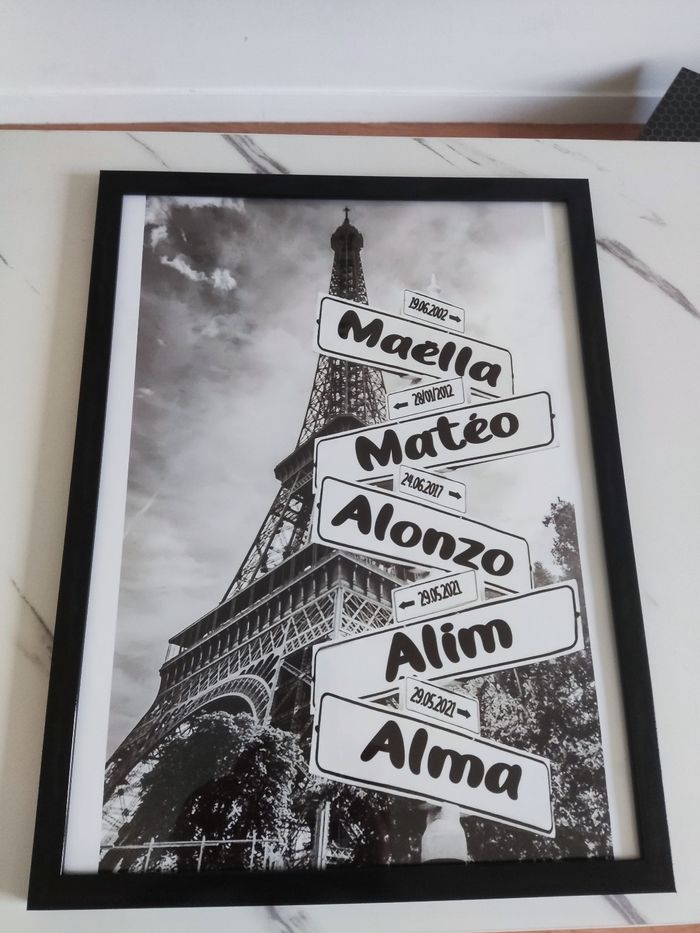 19.06.2002 →
Maëlla
← 28/01/2012
Matéo
24.06.2017 →
Alonzo
← 29.05.2021
Alim
29.05.2021 →
Alma